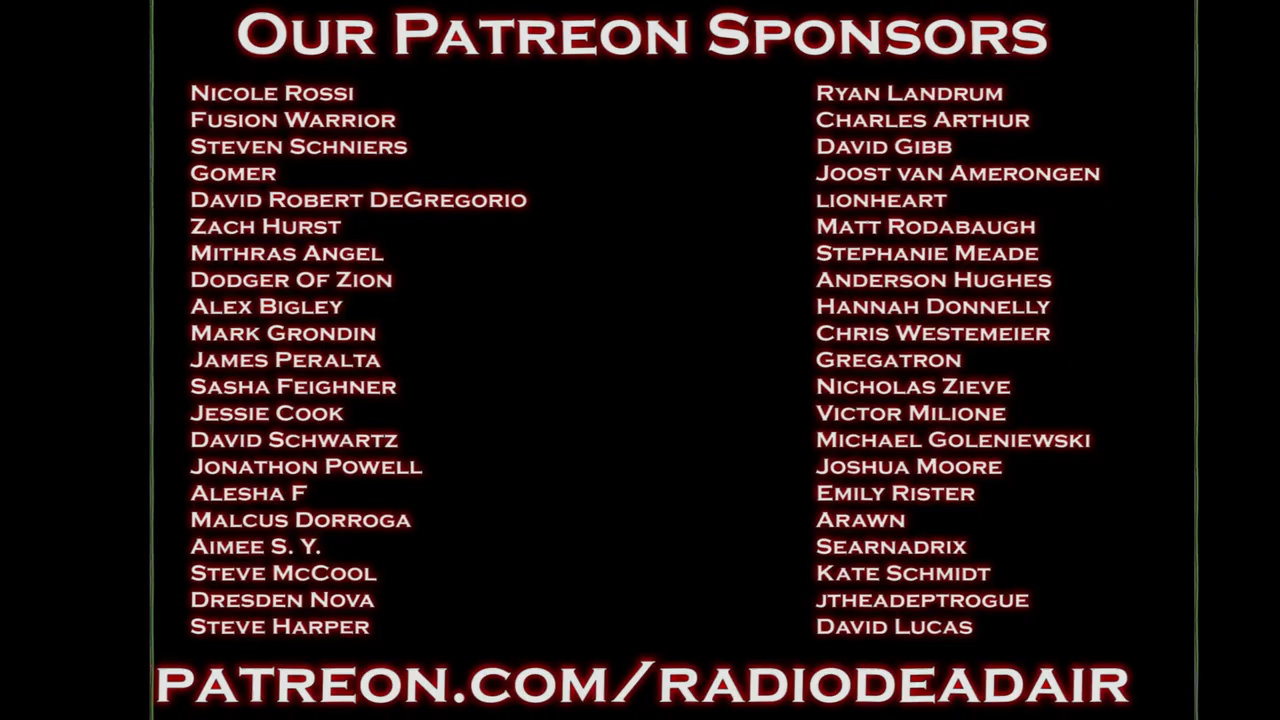 Our Patreon Sponsors
Nicole Rossi
Fusion Warrior
Steven Schniers
Gomer
David Robert DeGregorio
Zach Hurst
Mithras Angel
Dodger Of Zion
Alex Bigley
Mark Grondin
James Peralta
Sasha Feighner
Jessie Cook
David Schwartz
Jonathon Powell
Alesha F
Malcus Dorroga
Aimee S. Y.
Steve McCool
Dresden Nova
Steve Harper
Ryan Landrum
Charles Arthur
David Gibb
Joost van Amerongen
lionheart
Matt Rodabaugh
Stephanie Meade
Anderson Hughes
Hannah Donnelly
Chris Westemeier
Gregatron
Nicholas Zieve
Victor Milione
Michael Goleniewski
Joshua Moore
Emily Rister
Arawn
Searnadrix
Kate Schmidt
jtheadeptrogue
David Lucas
patreon.com/radiodeadair